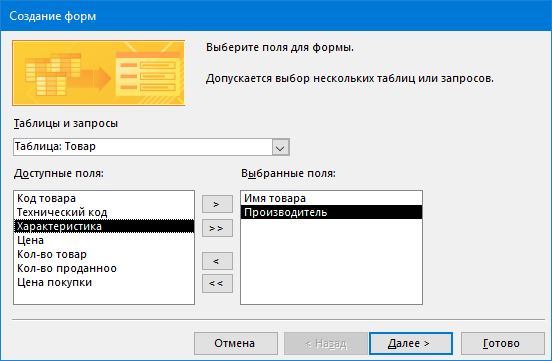 Создание форм
Выберите поля для формы.
Допускается выбор нескольких таблиц или запросов.
Таблицы и запросы
Таблица: Товар
Доступные поля:
Выбранные поля:
Код товара
Технический код
Характеристика
Цена
Кол-во товар
Кол-во проданноо
Цена покупки
>
>>
<
<<
Имя товара
Производитель
Отмена
< Назад
Далее >
Готово